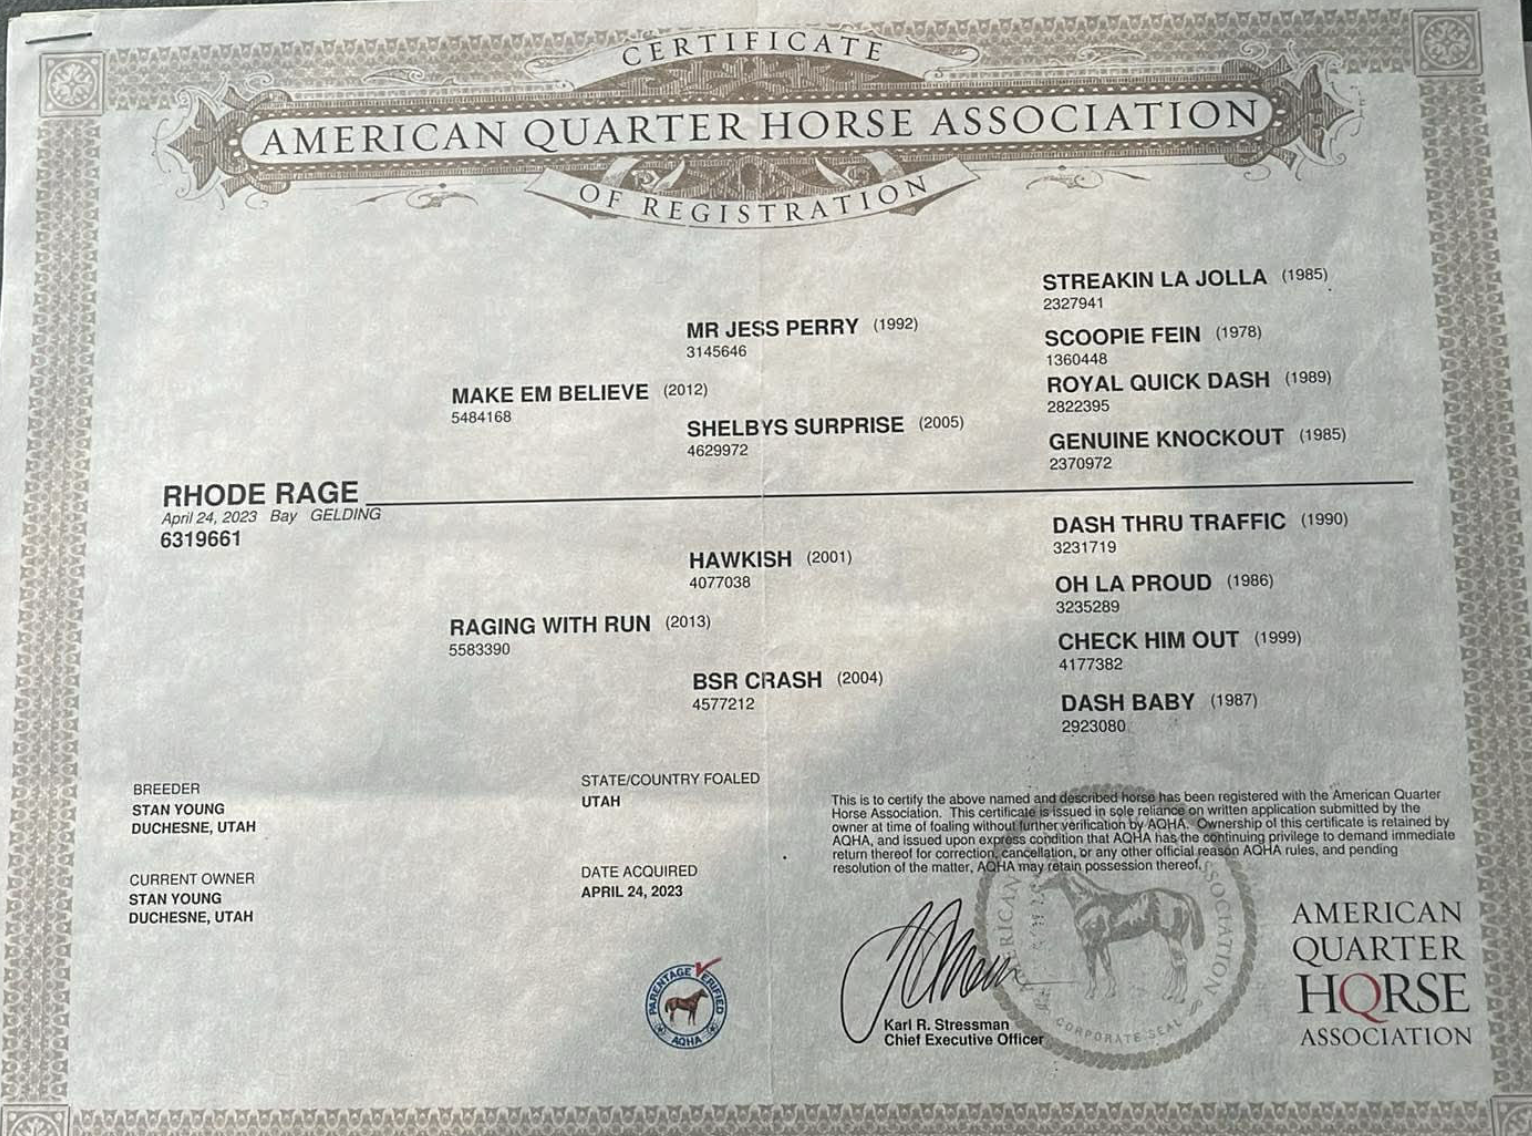 CERTIFICATE
AMERICAN QUARTER HORSE ASSOCIATION
OF REGISTRATION
STREAKIN LA JOLLA (1985)
2327941
MR JESS PERRY (1992)
3145646
SCOOPIE FEIN (1978)
1360448
MAKE EM BELIEVE (2012)
5484168
ROYAL QUICK DASH (1989)
2822395
SHELBYS SURPRISE (2005)
4629972
GENUINE KNOCKOUT (1985)
2370972
RHODE RAGE
April 24, 2023 Bay GELDING
6319661
DASH THRU TRAFFIC (1990)
3231719
HAWKISH (2001)
4077038
OH LA PROUD (1986)
3235289
RAGING WITH RUN (2013)
5583390
CHECK HIM OUT (1999)
4177382
BSR CRASH (2004)
4577212
DASH BABY (1987)
2923080
BREEDER
STAN YOUNG
DUCHESNE, UTAH
STATE/COUNTRY FOALED
UTAH
CURRENT OWNER
STAN YOUNG
DUCHESNE, UTAH
DATE ACQUIRED
APRIL 24, 2023
This is to certify the above named and described horse has been registered with the American Quarter
Horse Association. This certificate is issued in sole reliance on written application submitted by the
owner at time of foaling without further verification by AQHA. Ownership of this certificate is retained by
AQHA, and issued upon express condition that AQHA has the continuing privilege to demand immediate
return thereof for correction, cancellation, or any other official reason AQHA rules, and pending
resolution of the matter, AQHA may retain possession thereof.
PARENTAGE VERIFIED
AQHA
Karl R. Stressman
Chief Executive Officer
ASSOCIATION
CORPORATE SEAL
AMERICAN
QUARTER
HORSE
ASSOCIATION